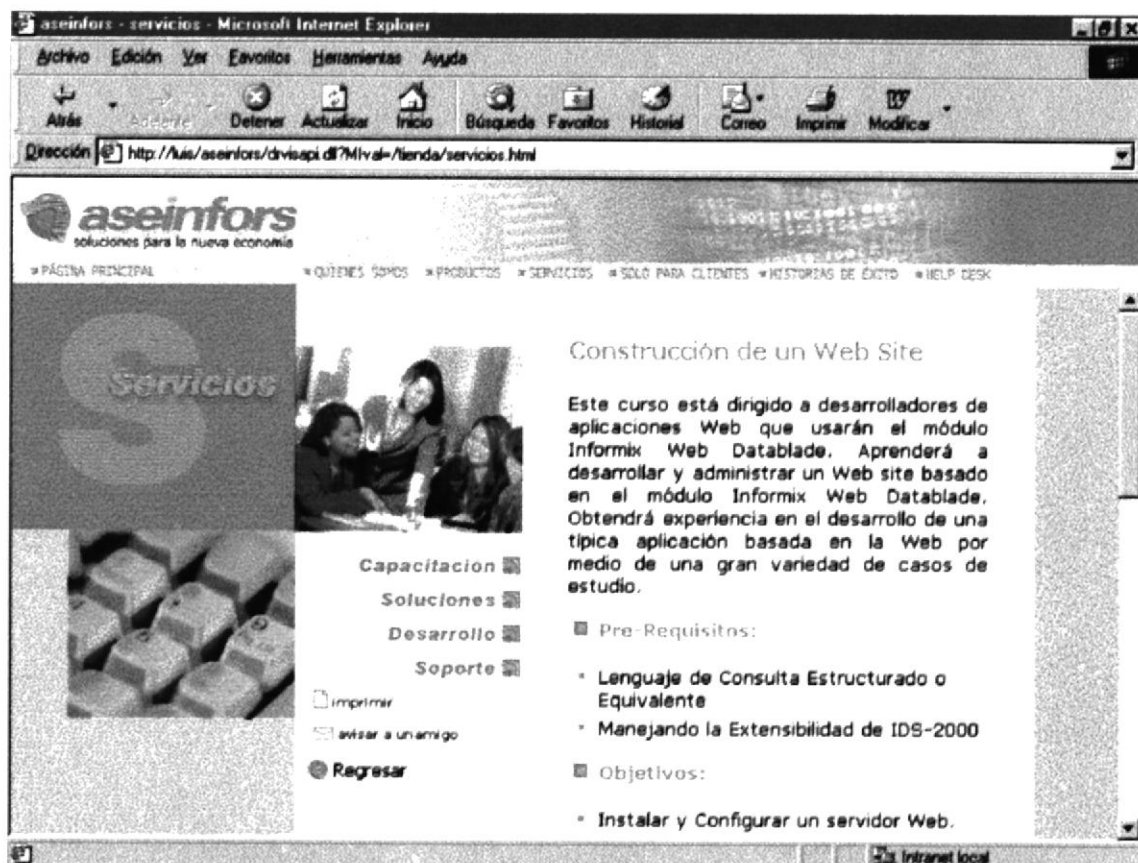 aseinfors - servicios - Microsoft Internet Explorer
Archivo Edición Ver Favoritos Herramientas Ayuda
Atrás Adelante Detener Actualizar Inicio Búsqueda Favoritos Historial Correo Imprimir Modificar
Dirección http://luis/aseinfors/drvisapi.dll?MIval=/tienda/servicios.html
aseinfors
soluciones para la nueva economía
PÁGINA PRINCIPAL QUIENES SOMOS PRODUCTOS SERVICIOS SOLO PARA CLIENTES HISTORIAS DE ÉXITO HELP DESK
S
Servicios
Capacitacion
Soluciones
Desarrollo
Soporte
imprimir
avisar a un amigo
Regresar
Construcción de un Web Site
Este curso está dirigido a desarrolladores de
aplicaciones Web que usarán el módulo
Informix Web Datablade. Aprenderá a
desarrollar y administrar un Web site basado
en el módulo Informix Web Datablade.
Obtendrá experiencia en el desarrollo de una
típica aplicación basada en la Web por
medio de una gran variedad de casos de
estudio.
Pre-Requisitos:
Lenguaje de Consulta Estructurado o
Equivalente
Manejando la Extensibilidad de IDS-2000
Objetivos:
Instalar y Configurar un servidor Web.
Intranet local